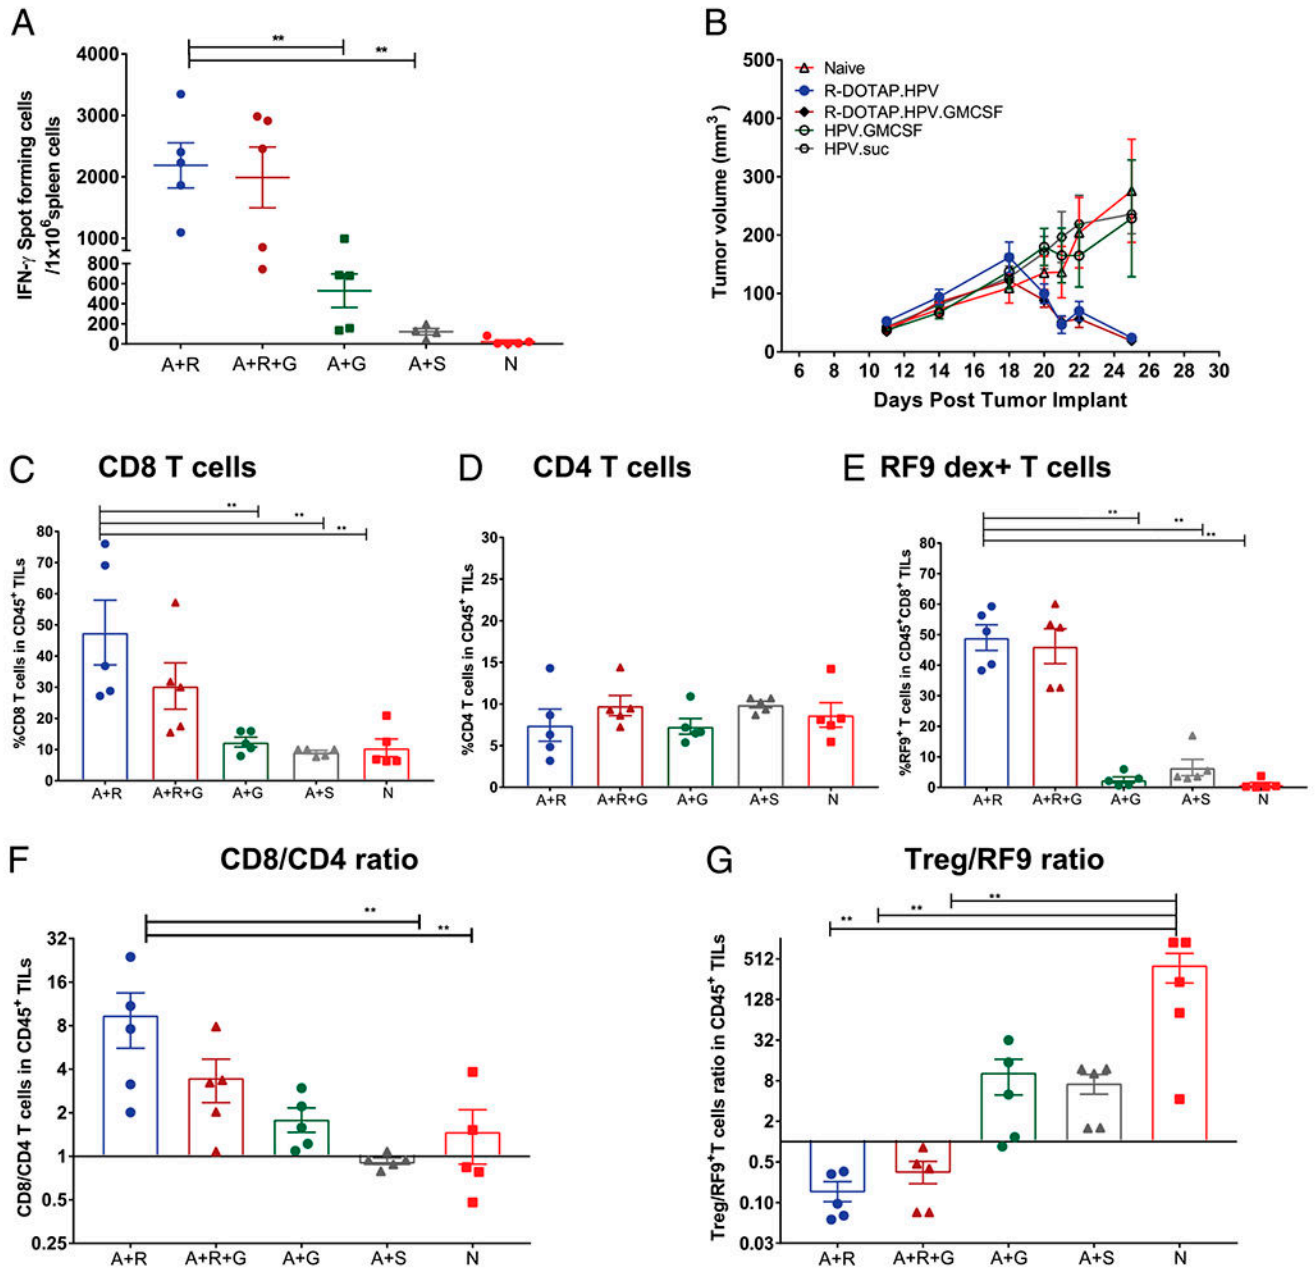 A
IFN-γ Spot forming cells
/1x10⁶spleen cells
4000
3000
2000
1000
800
600
400
200
0
**
**
A+R
A+R+G
A+G
A+S
N
B
Tumor volume (mm³)
500
400
300
200
100
0
Naive
R-DOTAP.HPV
R-DOTAP.HPV.GMCSF
HPV.GMCSF
HPV.suc
6 8 10 12 14 16 18 20 22 24 26 28 30
Days Post Tumor Implant
C
CD8 T cells
%CD8 T cells in CD45⁺ TILs
80
70
60
50
40
30
20
10
0
**
**
**
A+R
A+R+G
A+G
A+S
N
D
CD4 T cells
%CD4 T cells in CD45⁺ TILs
30
25
20
15
10
5
0
A+R
A+R+G
A+G
A+S
N
E
RF9 dex+ T cells
%RF9⁺ T cells in CD45⁺CD8⁺ TILs
80
70
60
50
40
30
20
10
0
**
**
**
A+R
A+R+G
A+G
A+S
N
F
CD8/CD4 ratio
CD8/CD4 T cells in CD45⁺ TILs
32
16
8
4
2
1
0.5
0.25
**
**
A+R
A+R+G
A+G
A+S
N
G
Treg/RF9 ratio
Treg/RF9⁺T cells ratio in CD45⁺ TILs
512
128
32
8
2
0.5
0.10
0.03
**
**
**
A+R
A+R+G
A+G
A+S
N